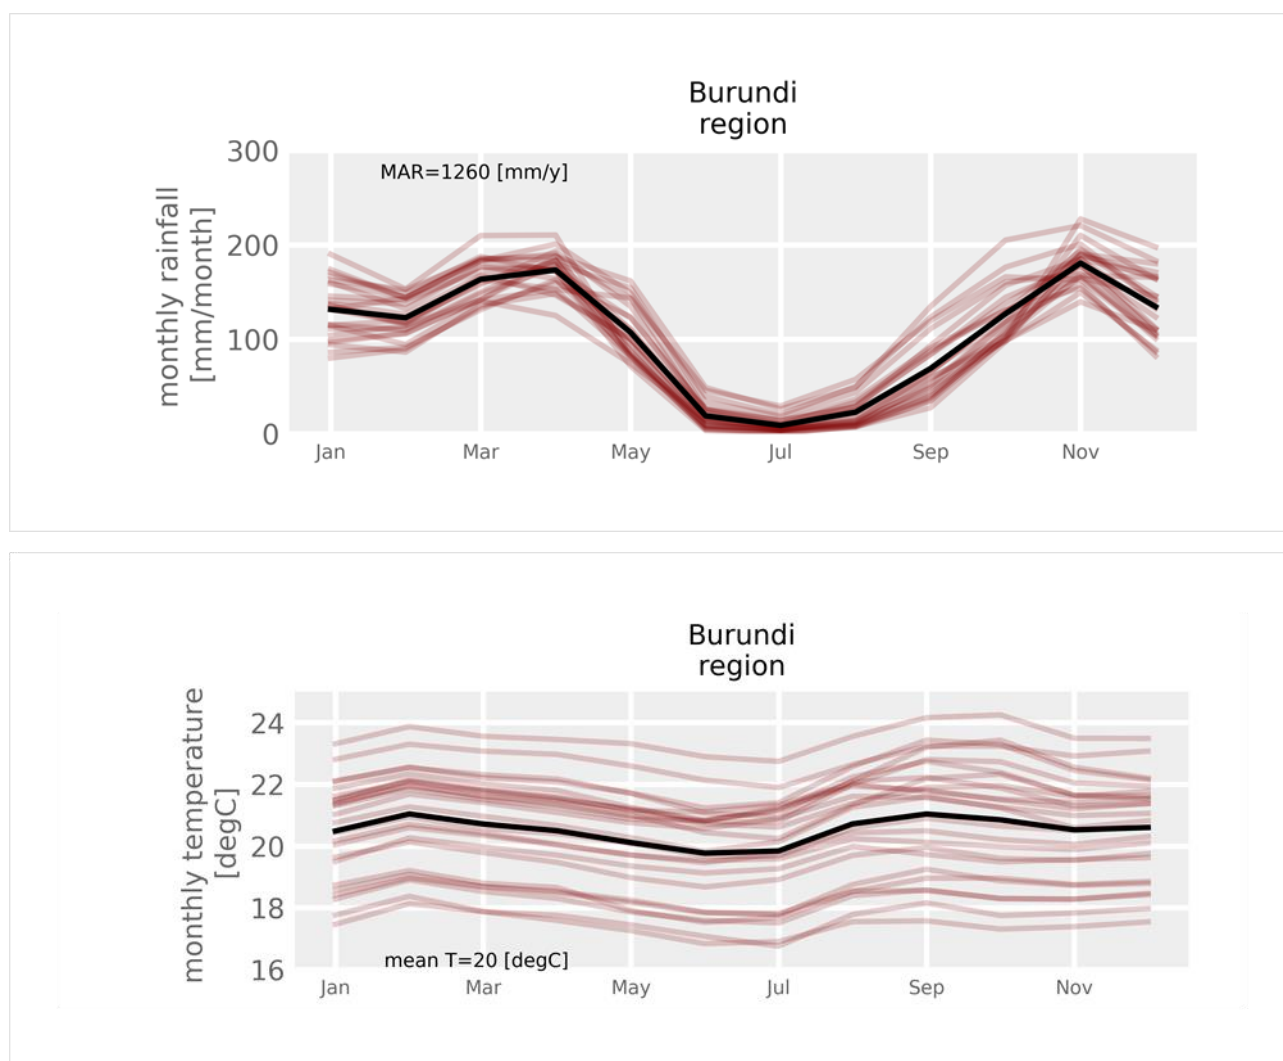 Burundi
region
300
MAR=1260 [mm/y]
200
100
0
monthly rainfall
[mm/month]
Jan Mar May Jul Sep Nov
Burundi
region
24
22
20
18
16
monthly temperature
[degC]
mean T=20 [degC]
Jan Mar May Jul Sep Nov